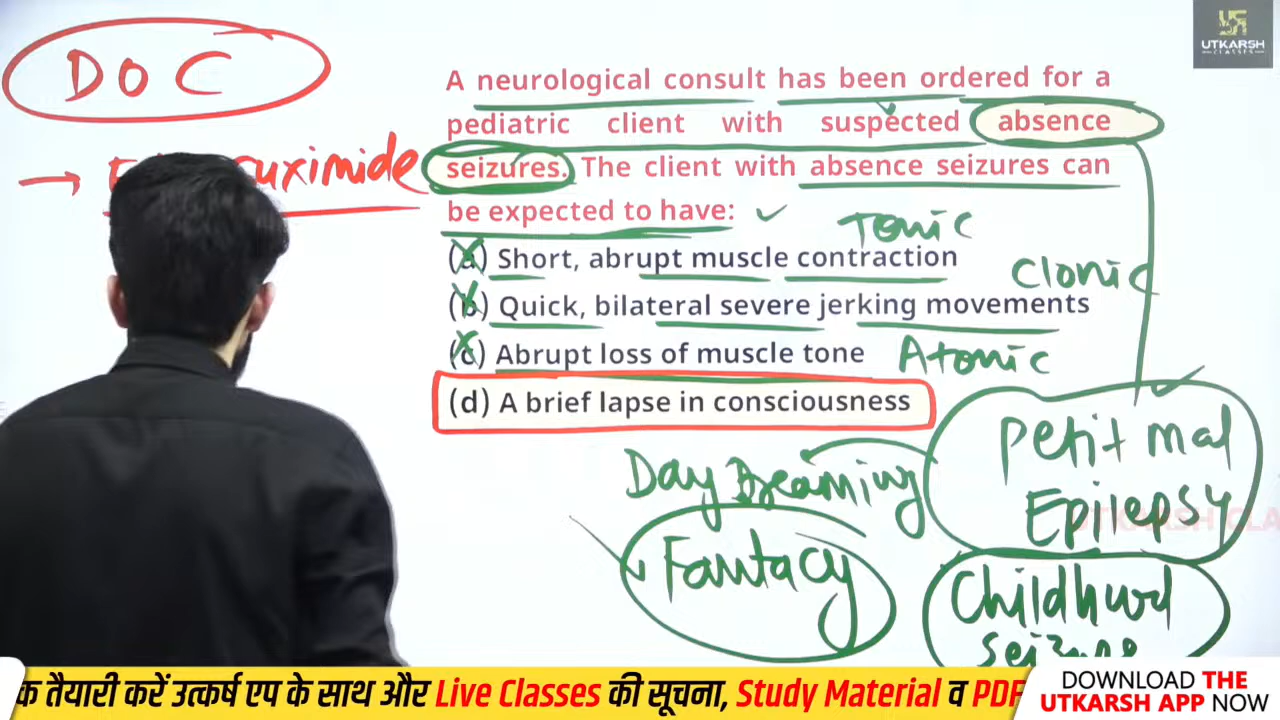 UTKARSH
CLASSES
DOC
A neurological consult has been ordered for a
pediatric client with suspected absence
seizures. The client with absence seizures can
be expected to have:
(a) Short, abrupt muscle contraction
Tonic
(b) Quick, bilateral severe jerking movements
Clonic
(c) Abrupt loss of muscle tone
Atonic
(d) A brief lapse in consciousness
Petit mal
Epilepsy
Day Dreaming
Fantacy
Childhurd
seizure
क तैयारी करें उत्कर्ष एप के साथ और Live Classes की सूचना, Study Material व PDF
DOWNLOAD THE
UTKARSH APP NOW